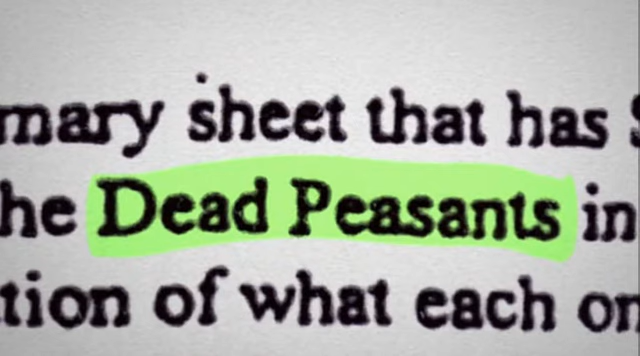 mary sheet that has
he Dead Peasants in
tion of what each on